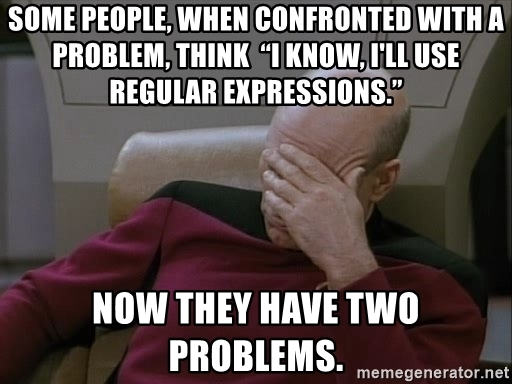 SOME PEOPLE, WHEN CONFRONTED WITH A
PROBLEM, THINK “I KNOW, I'LL USE
REGULAR EXPRESSIONS.”
NOW THEY HAVE TWO
PROBLEMS.
memegenerator.net